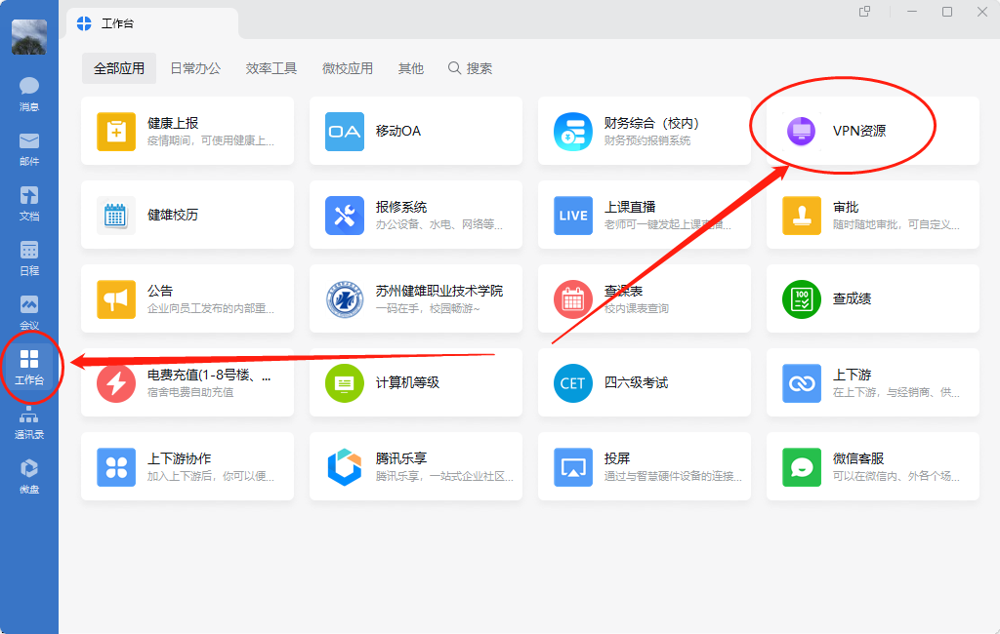 工作台
全部应用 日常办公 效率工具 微校应用 其他 搜索
消息
邮件
文档
日程
会议
工作台
通讯录
微盘
健康上报
疫情期间，可使用健康上...
OA
移动OA
财务综合（校内）
财务预约报销系统
VPN资源
健雄校历
报修系统
办公设备、水电、网络等...
LIVE
上课直播
老师可一键发起上课直播...
审批
随时随地审批，可自定义...
公告
企业向员工发布的内部重...
苏州健雄职业技术学院
一码在手，校园畅游~
查课表
校内课表查询
100
查成绩
电费充值(1-8号楼、...
宿舍电费自助充值
计算机等级
CET
四六级考试
上下游
在上下游，与经销商、供...
上下游协作
加入上下游后，你可以便...
腾讯乐享
腾讯乐享，一站式企业社区...
投屏
通过与智慧硬件设备的连接...
微信客服
可以在微信内、外各个场...